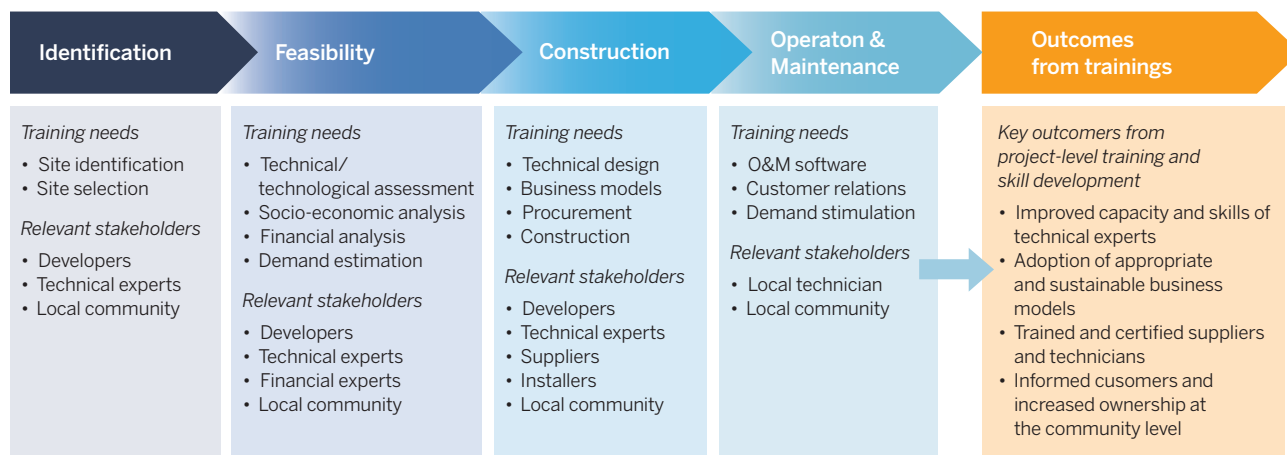 Identification
Feasibility
Construction
Operaton &
Maintenance
Outcomes
from trainings
Training needs
• Site identification
• Site selection
Relevant stakeholders
• Developers
• Technical experts
• Local community
Training needs
• Technical/
technological assessment
• Socio-economic analysis
• Financial analysis
• Demand estimation
Relevant stakeholders
• Developers
• Technical experts
• Financial experts
• Local community
Training needs
• Technical design
• Business models
• Procurement
• Construction
Relevant stakeholders
• Developers
• Technical experts
• Suppliers
• Installers
• Local community
Training needs
• O&M software
• Customer relations
• Demand stimulation
Relevant stakeholders
• Local technician
• Local community
Key outcomers from
project-level training and
skill development
• Improved capacity and skills of
technical experts
• Adoption of appropriate
and sustainable business
models
• Trained and certified suppliers
and technicians
• Informed cusomers and
increased ownership at
the community level